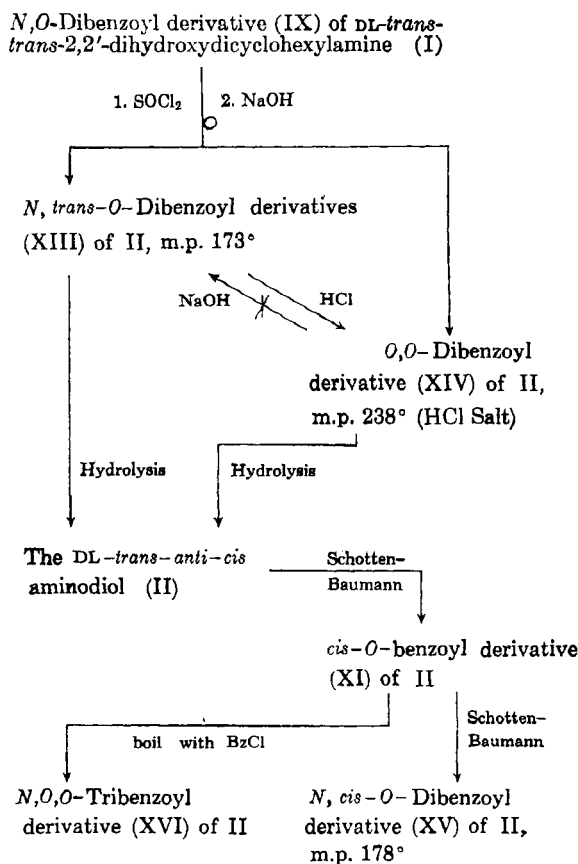 N,O-Dibenzoyl derivative (IX) of DL-trans-
trans-2,2'-dihydroxydicyclohexylamine (I)
1. SOCl₂ 2. NaOH
N, trans-O-Dibenzoyl derivatives
(XIII) of II, m.p. 173°
NaOH HCl
O,O-Dibenzoyl
derivative (XIV) of II,
m.p. 238° (HCl Salt)
Hydrolysis Hydrolysis
The DL-trans-anti-cis
aminodiol (II)
Schotten-
Baumann
cis-O-benzoyl derivative
(XI) of II
boil with BzCl
Schotten-
Baumann
N,O,O-Tribenzoyl
derivative (XVI) of II
N, cis-O-Dibenzoyl
derivative (XV) of II,
m.p. 178°